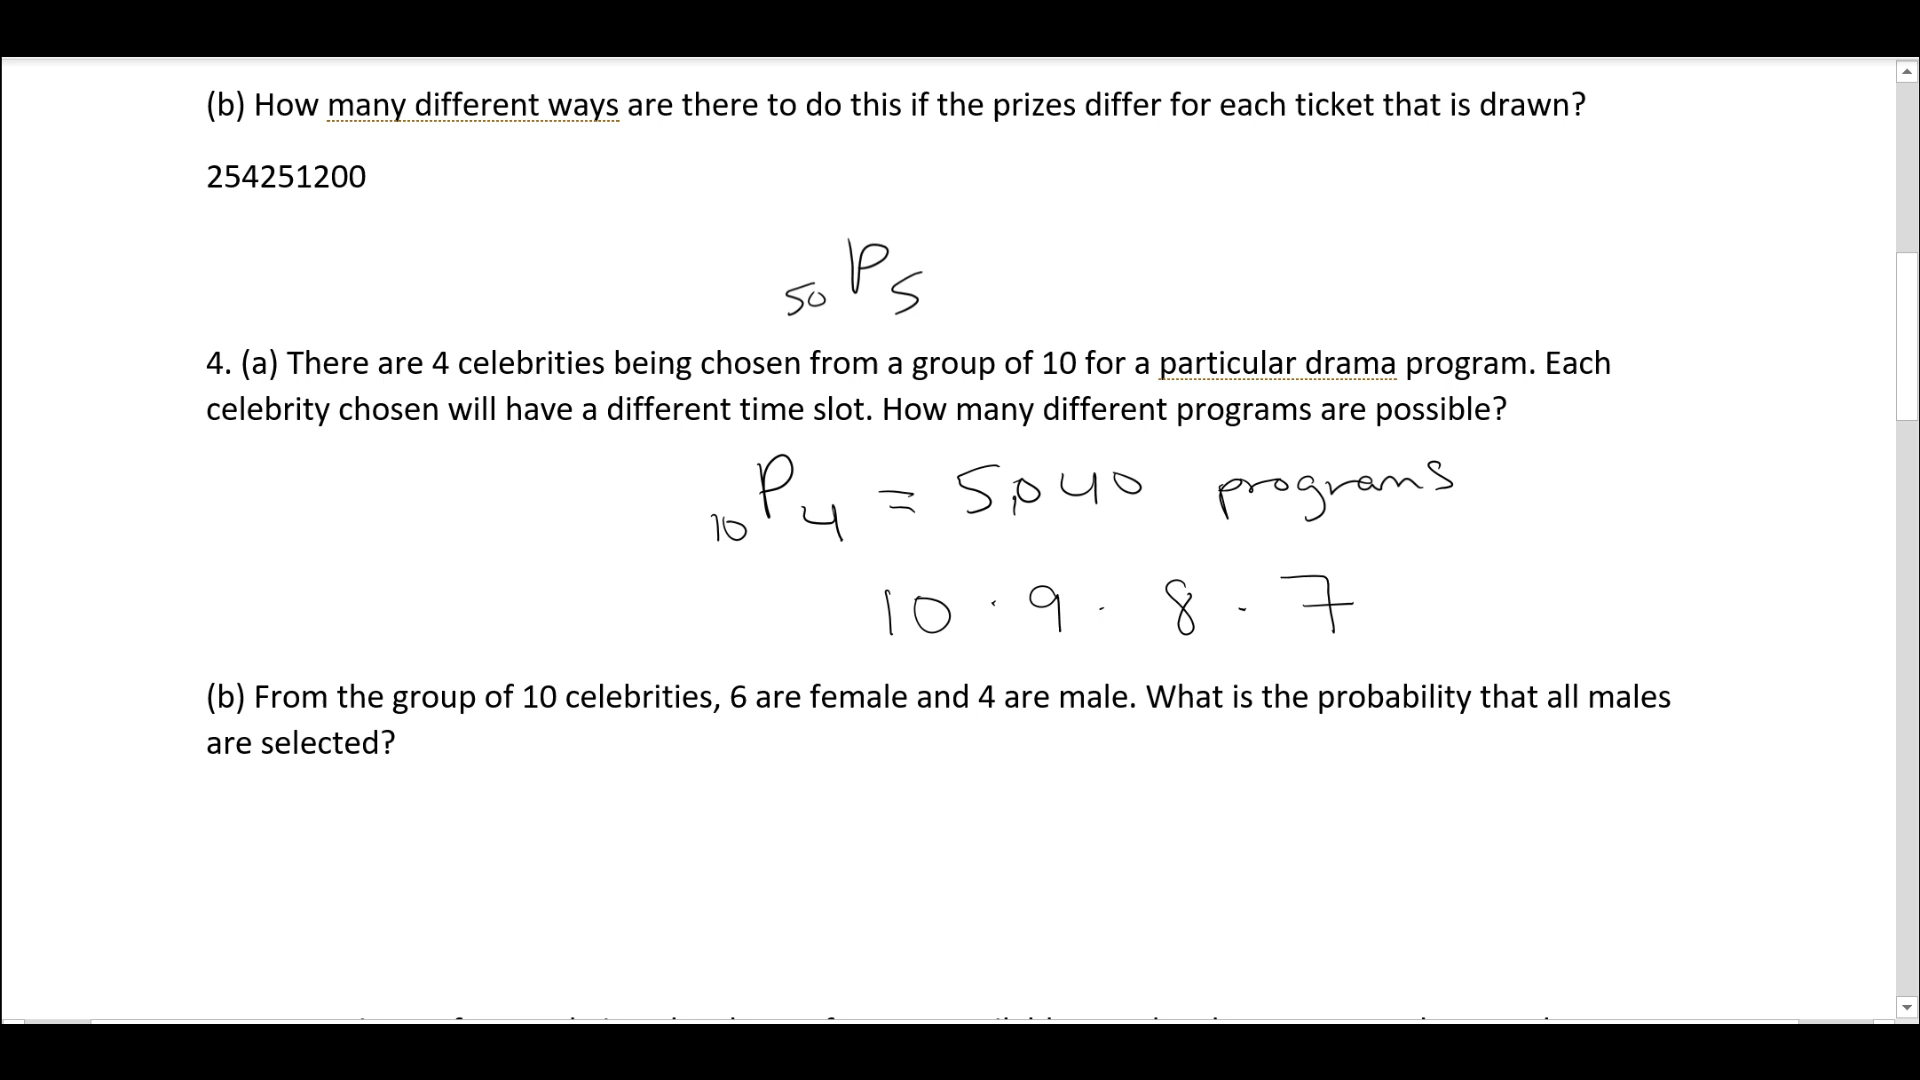 (b) How many different ways are there to do this if the prizes differ for each ticket that is drawn?
254251200
50 P 5
4. (a) There are 4 celebrities being chosen from a group of 10 for a particular drama program. Each
celebrity chosen will have a different time slot. How many different programs are possible?
10 P 4 = 5,040 programs
10 · 9 · 8 · 7
(b) From the group of 10 celebrities, 6 are female and 4 are male. What is the probability that all males
are selected?